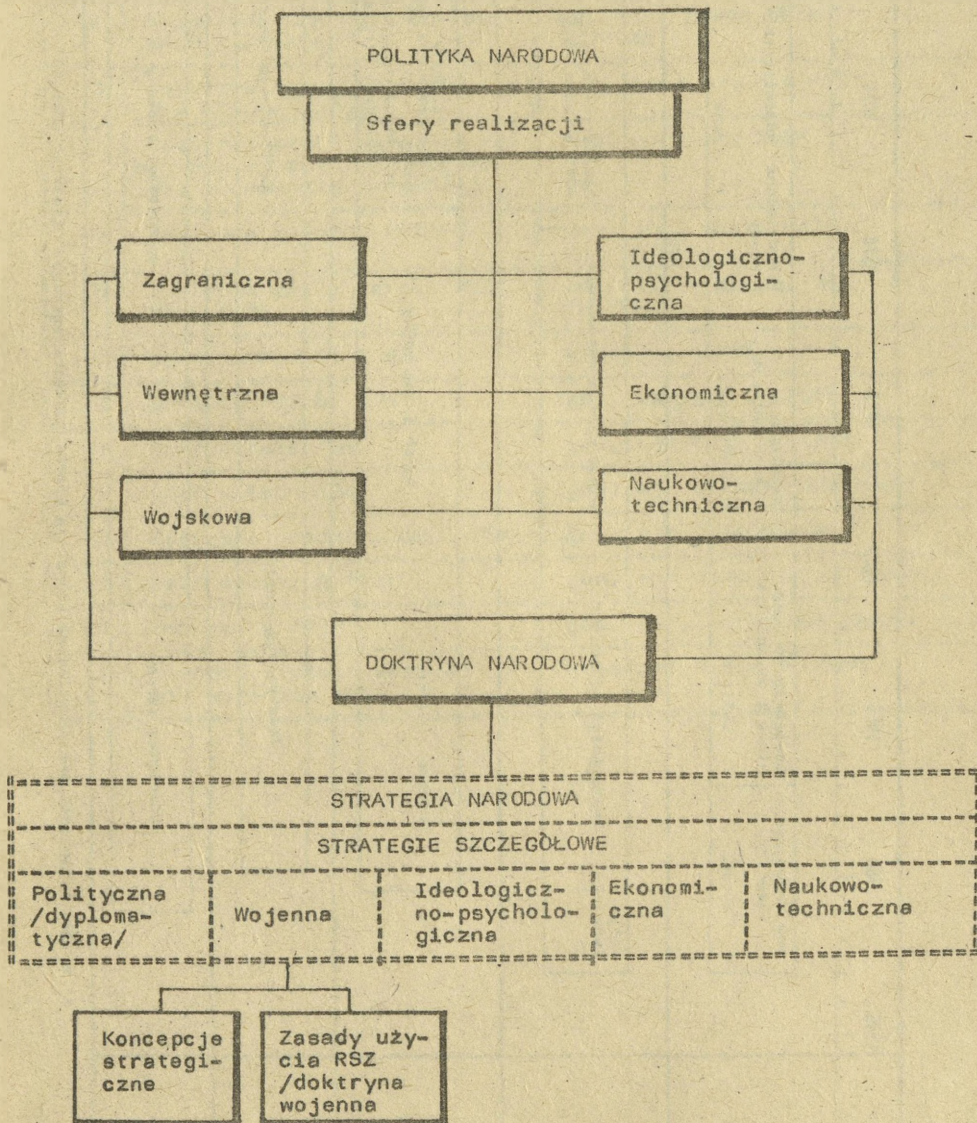 POLITYKA NARODOWA
Sfery realizacji
Zagraniczna
Ideologiczno-
psychologi-
czna
Wewnętrzna
Ekonomiczna
Wojskowa
Naukowo-
techniczna
DOKTRYNA NARODOWA
STRATEGIA NARODOWA
STRATEGIE SZCZEGÓŁOWE
Polityczna
/dyploma-
tyczna/
Wojenna
Ideologicz-
no-psycholo-
giczna
Ekonomi-
czna
Naukowo-
techniczna
Koncepcje
strategi-
czne
Zasady uży-
cia RSZ
/doktryna
wojenna